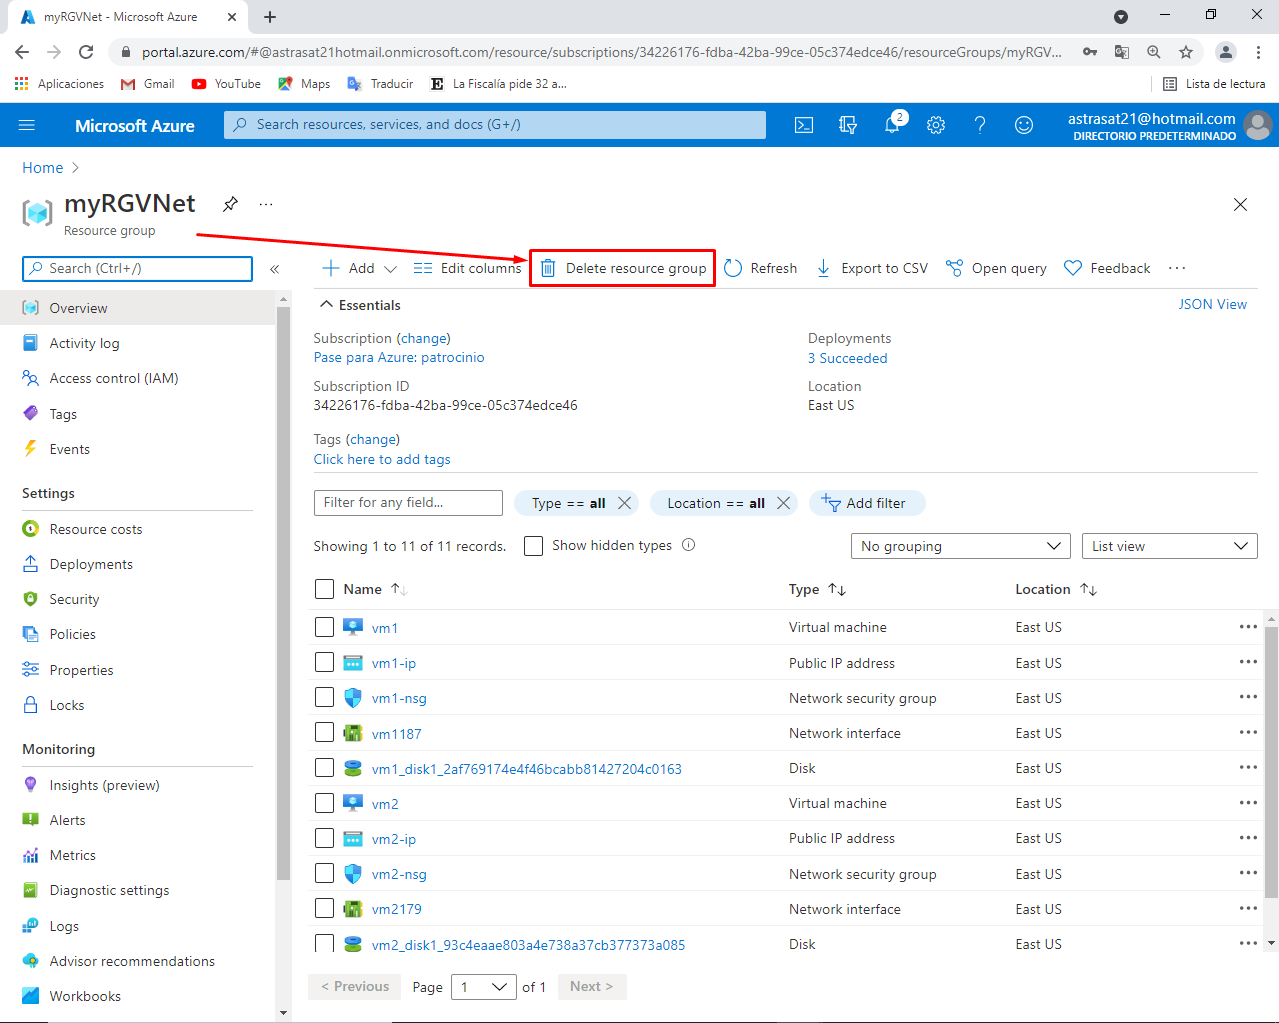 myRGVNet - Microsoft Azure
portal.azure.com/#@astrasat21hotmail.onmicrosoft.com/resource/subscriptions/34226176-fdba-42ba-99ce-05c374edce46/resourceGroups/myRGV...
Aplicaciones Gmail YouTube Maps Traducir La Fiscalía pide 32 a... Lista de lectura
Microsoft Azure Search resources, services, and docs (G+/) 2 astrasat21@hotmail.com
DIRECTORIO PREDETERMINADO
Home >
myRGVNet ...
Resource group
Search (Ctrl+/) « Add Edit columns Delete resource group Refresh Export to CSV Open query Feedback ...
Overview
Activity log
Access control (IAM)
Tags
Events
Settings
Resource costs
Deployments
Security
Policies
Properties
Locks
Monitoring
Insights (preview)
Alerts
Metrics
Diagnostic settings
Logs
Advisor recommendations
Workbooks
Essentials JSON View
Subscription (change)
Pase para Azure: patrocinio
Subscription ID
34226176-fdba-42ba-99ce-05c374edce46
Tags (change)
Click here to add tags
Deployments
3 Succeeded
Location
East US
Filter for any field... Type == all Location == all Add filter
Showing 1 to 11 of 11 records. Show hidden types No grouping List view
Name Type Location
vm1 Virtual machine East US
vm1-ip Public IP address East US
vm1-nsg Network security group East US
vm1187 Network interface East US
vm1_disk1_2af769174e4f46bcabb81427204c0163 Disk East US
vm2 Virtual machine East US
vm2-ip Public IP address East US
vm2-nsg Network security group East US
vm2179 Network interface East US
vm2_disk1_93c4eaae803a4e738a37cb377373a085 Disk East US
< Previous Page 1 of 1 Next >